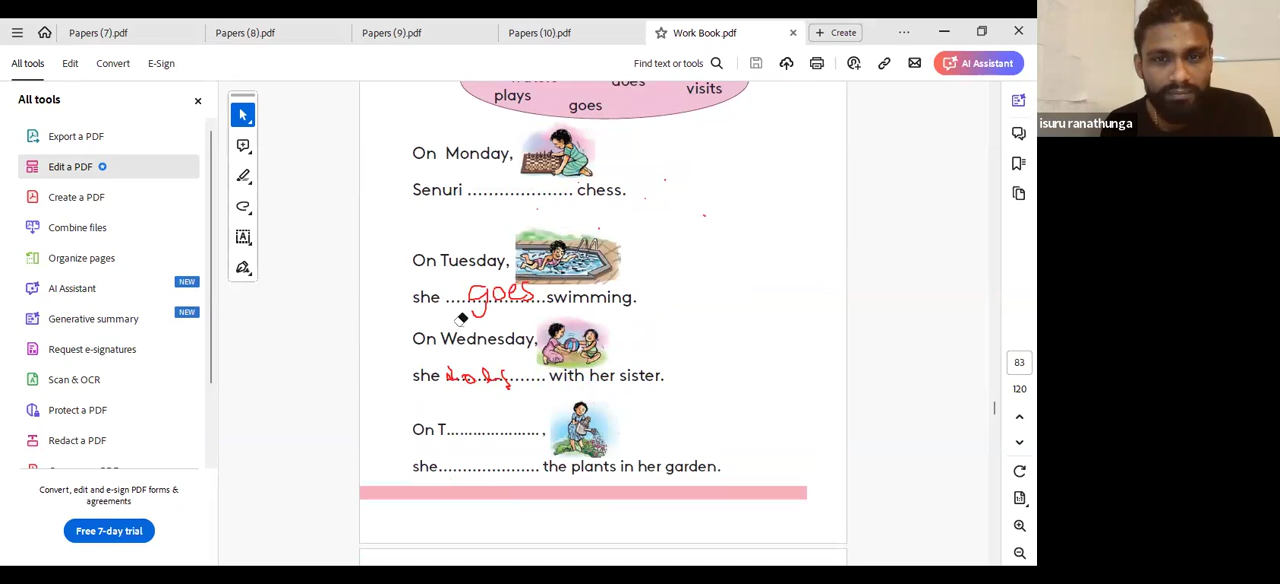 Papers (7).pdf
Papers (8).pdf
Papers (9).pdf
Papers (10).pdf
Work Book.pdf
Create
All tools
Edit
Convert
E-Sign
Find text or tools
AI Assistant
isuru ranathunga
All tools
Export a PDF
Edit a PDF
Create a PDF
Combine files
Organize pages
AI Assistant NEW
Generative summary NEW
Request e-signatures
Scan & OCR
Protect a PDF
Redact a PDF
Convert, edit and e-sign PDF forms & agreements
Free 7-day trial
plays
visits
goes
On Monday,
Senuri .................... chess.
On Tuesday,
she ....goes....swimming.
On Wednesday,
she ........ with her sister.
On T.................. ,
she..................... the plants in her garden.
83
120